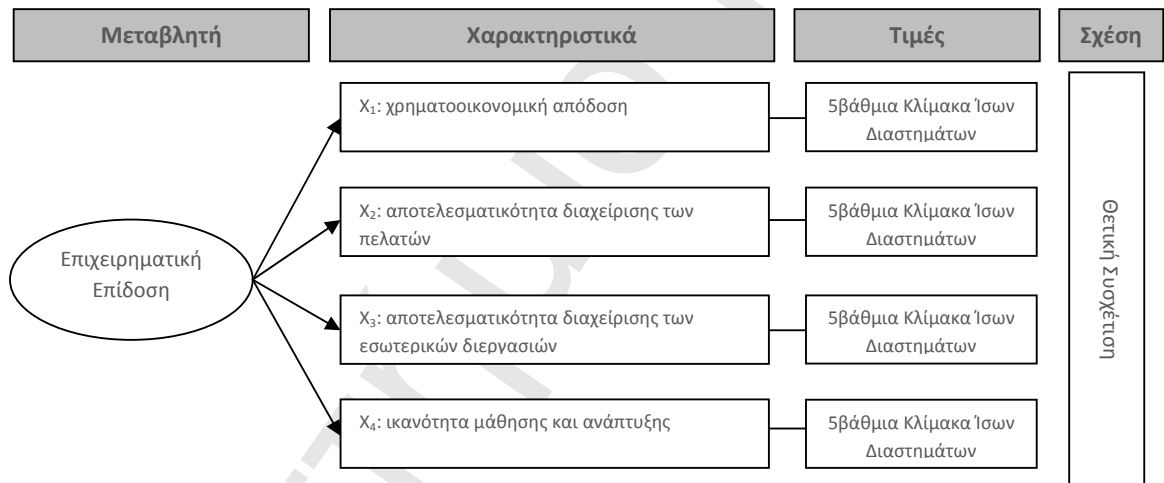 Μεταβλητή
Χαρακτηριστικά
Τιμές
Σχέση
Επιχειρηματική
Επίδοση
X₁: χρηματοοικονομική απόδοση
5βάθμια Κλίμακα Ίσων
Διαστημάτων
X₂: αποτελεσματικότητα διαχείρισης των
πελατών
5βάθμια Κλίμακα Ίσων
Διαστημάτων
X₃: αποτελεσματικότητα διαχείρισης των
εσωτερικών διεργασιών
5βάθμια Κλίμακα Ίσων
Διαστημάτων
X₄: ικανότητα μάθησης και ανάπτυξης
5βάθμια Κλίμακα Ίσων
Διαστημάτων
Θετική Συσχέτιση